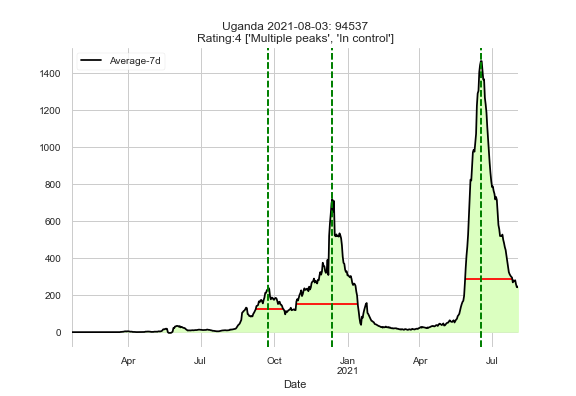 Uganda 2021-08-03: 94537
Rating:4 ['Multiple peaks', 'In control']
Average-7d
1400
1200
1000
800
600
400
200
0
Apr
Jul
Oct
Jan
2021
Apr
Jul
Date